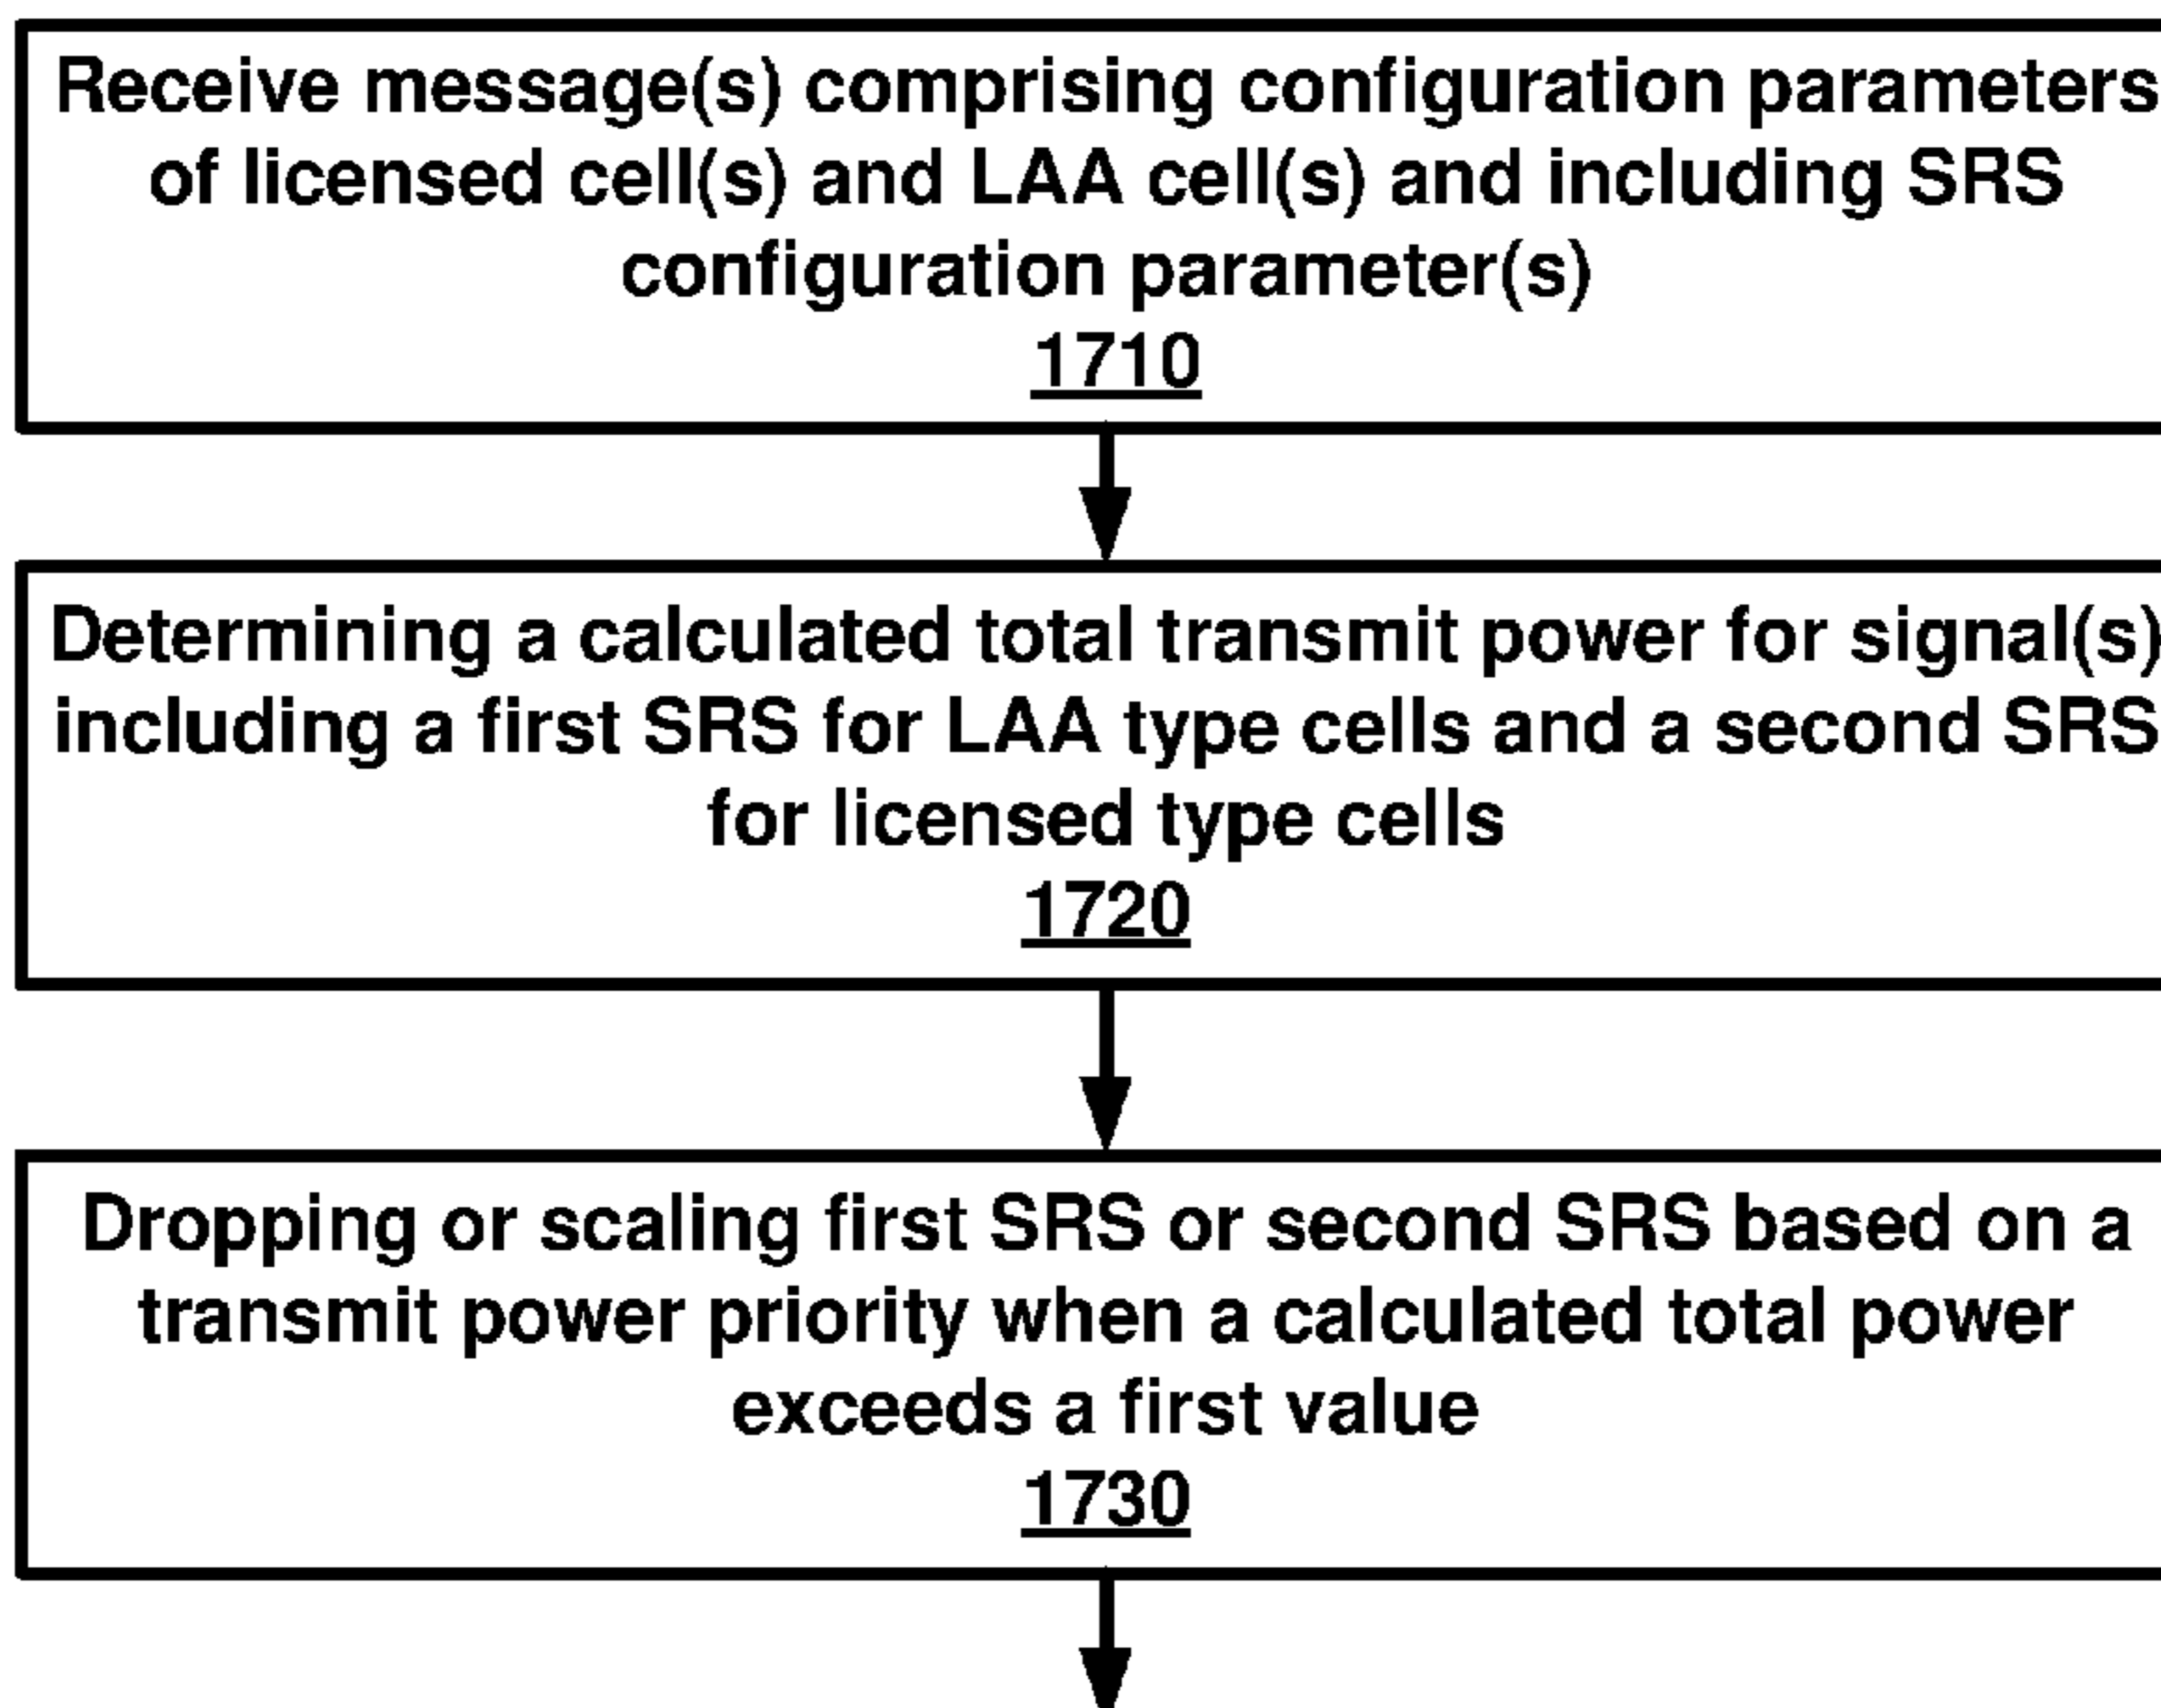 Receive message(s) comprising configuration parameters
of licensed cell(s) and LAA cell(s) and including SRS
configuration parameter(s)
1710
Determining a calculated total transmit power for signal(s)
including a first SRS for LAA type cells and a second SRS
for licensed type cells
1720
Dropping or scaling first SRS or second SRS based on a
transmit power priority when a calculated total power
exceeds a first value
1730